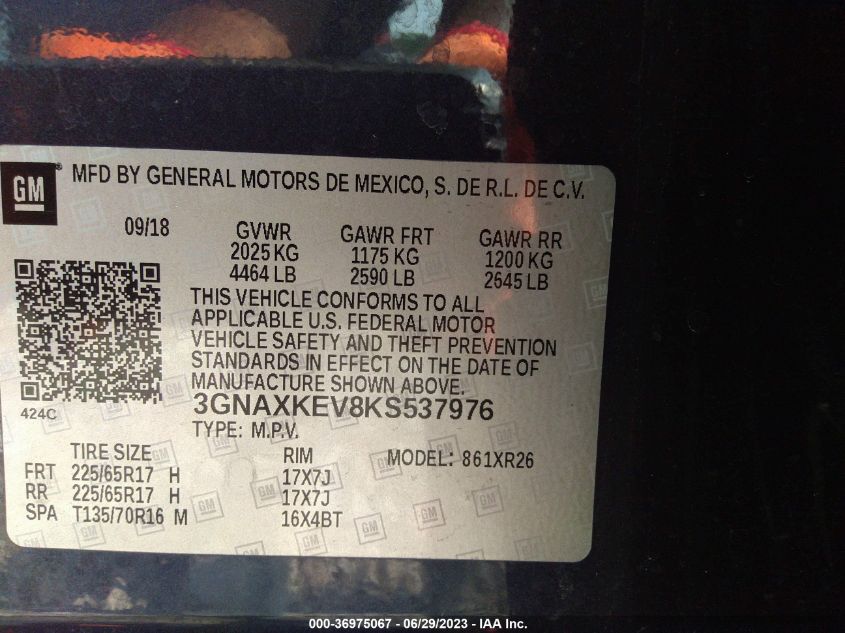 GM
MFD BY GENERAL MOTORS DE MEXICO, S. DE R.L. DE C.V.
09/18
GVWR GAWR FRT GAWR RR
2025 KG 1175 KG 1200 KG
4464 LB 2590 LB 2645 LB
THIS VEHICLE CONFORMS TO ALL
APPLICABLE U.S. FEDERAL MOTOR
VEHICLE SAFETY AND THEFT PREVENTION
STANDARDS IN EFFECT ON THE DATE OF
MANUFACTURE SHOWN ABOVE.
424C
3GNAXKEV8KS537976
TYPE: M.P.V.
TIRE SIZE RIM MODEL: 861XR26
FRT 225/65R17 H 17X7J
RR 225/65R17 H 17X7J
SPA T135/70R16 M 16X4BT
000-36975067 - 06/29/2023 - IAA Inc.